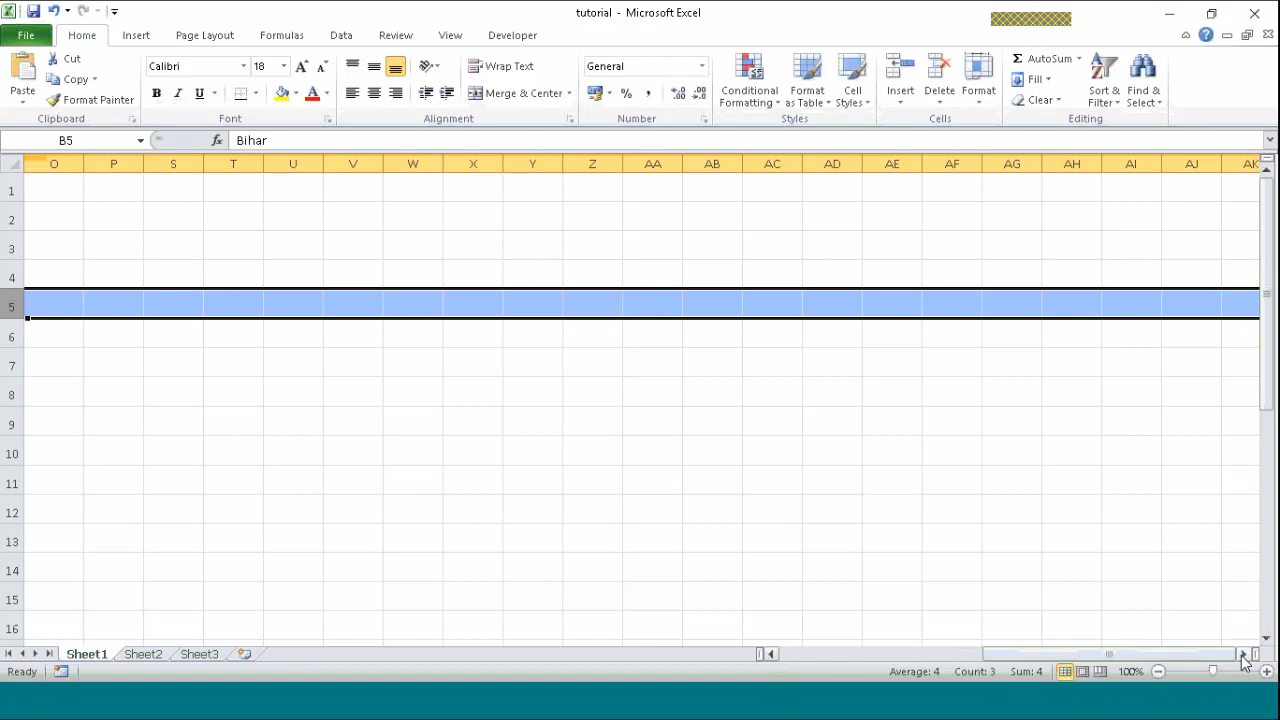 tutorial - Microsoft Excel
File Home Insert Page Layout Formulas Data Review View Developer
Paste Cut Copy Format Painter Clipboard
Calibri 18 B I U A Font
Wrap Text Merge & Center Alignment
General % , Number
Conditional Formatting Format as Table Cell Styles Styles
Insert Delete Format Cells
Σ AutoSum Fill Clear Sort & Filter Find & Select Editing
B5 fx Bihar
O P S T U V W X Y Z AA AB AC AD AE AF AG AH AI AJ AK
1
2
3
4
5
6
7
8
9
10
11
12
13
14
15
16
Sheet1 Sheet2 Sheet3
Ready Average: 4 Count: 3 Sum: 4 100%